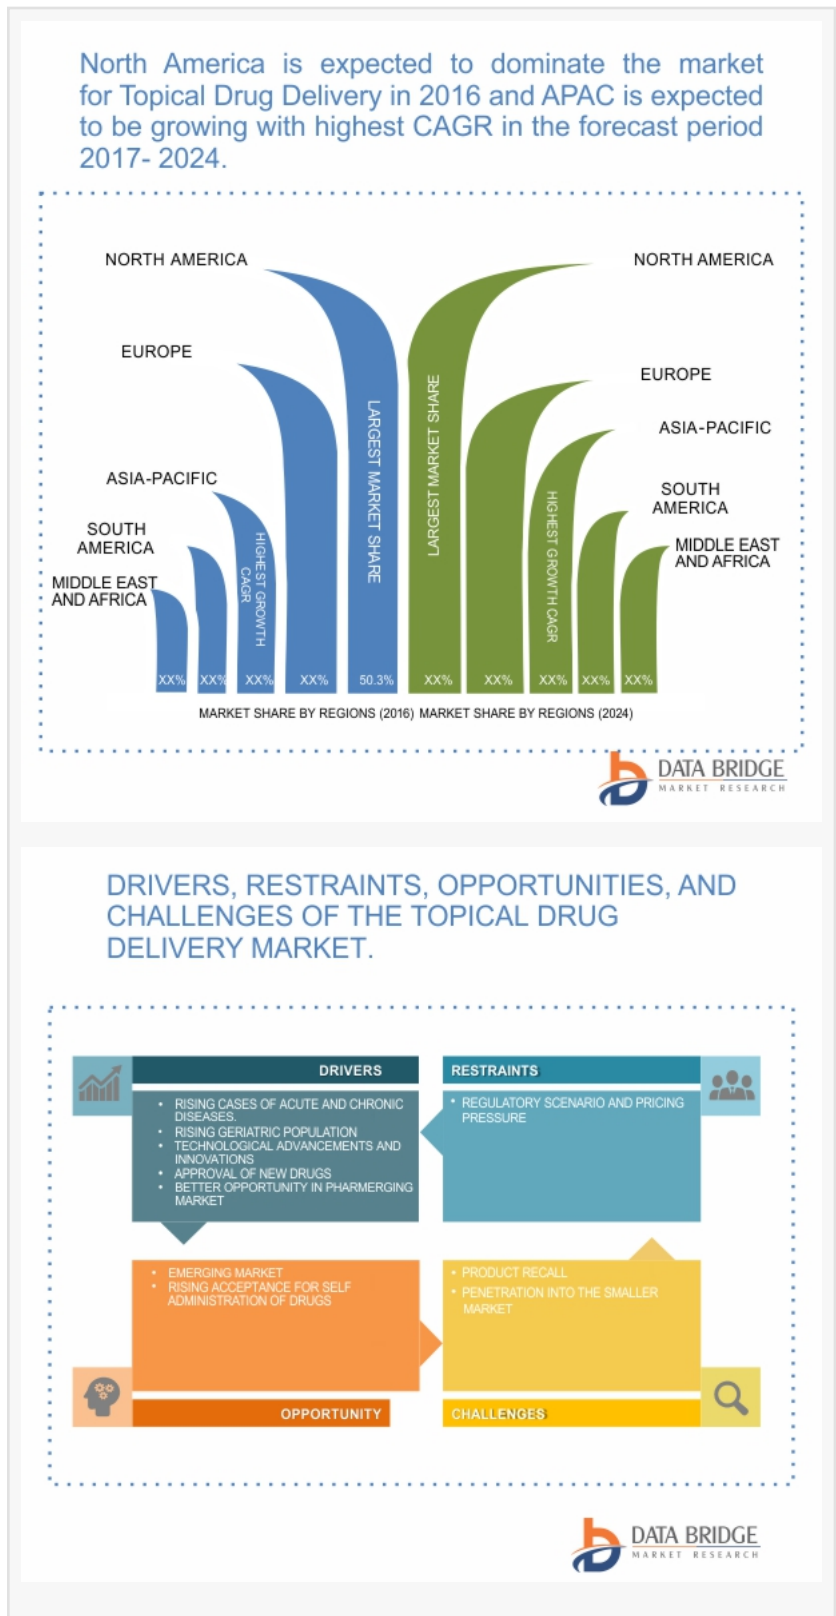 North America is expected to dominate the market
for Topical Drug Delivery in 2016 and APAC is expected
to be growing with highest CAGR in the forecast period
2017- 2024.
NORTH AMERICA
EUROPE
ASIA-PACIFIC
SOUTH
AMERICA
MIDDLE EAST
AND AFRICA
LARGEST MARKET SHARE
HIGHEST GROWTH
CAGR
XX%
XX%
XX%
XX%
50.3%
NORTH AMERICA
EUROPE
ASIA-PACIFIC
SOUTH
AMERICA
MIDDLE EAST
AND AFRICA
LARGEST MARKET SHARE
HIGHEST GROWTH CAGR
XX%
XX%
XX%
XX%
XX%
MARKET SHARE BY REGIONS (2016)
MARKET SHARE BY REGIONS (2024)
DATA BRIDGE
MARKET RESEARCH
DRIVERS, RESTRAINTS, OPPORTUNITIES, AND
CHALLENGES OF THE TOPICAL DRUG
DELIVERY MARKET.
DRIVERS
• RISING CASES OF ACUTE AND CHRONIC
DISEASES.
• RISING GERIATRIC POPULATION
• TECHNOLOGICAL ADVANCEMENTS AND
INNOVATIONS
• APPROVAL OF NEW DRUGS
• BETTER OPPORTUNITY IN PHARMERGING
MARKET
RESTRAINTS
• REGULATORY SCENARIO AND PRICING
PRESSURE
• EMERGING MARKET
• RISING ACCEPTANCE FOR SELF
ADMINISTRATION OF DRUGS
OPPORTUNITY
• PRODUCT RECALL
• PENETRATION INTO THE SMALLER
MARKET
CHALLENGES
DATA BRIDGE
MARKET RESEARCH